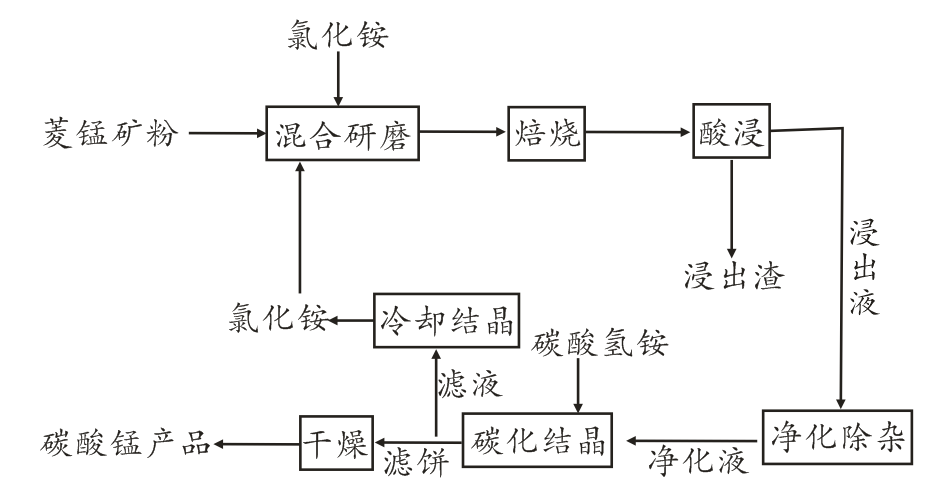 氯化铵
菱锰矿粉
混合研磨
焙烧
酸浸
浸出液
浸出渣
氯化铵
冷却结晶
碳酸氢铵
滤液
碳酸锰产品
干燥
滤饼
碳化结晶
净化液
净化除杂